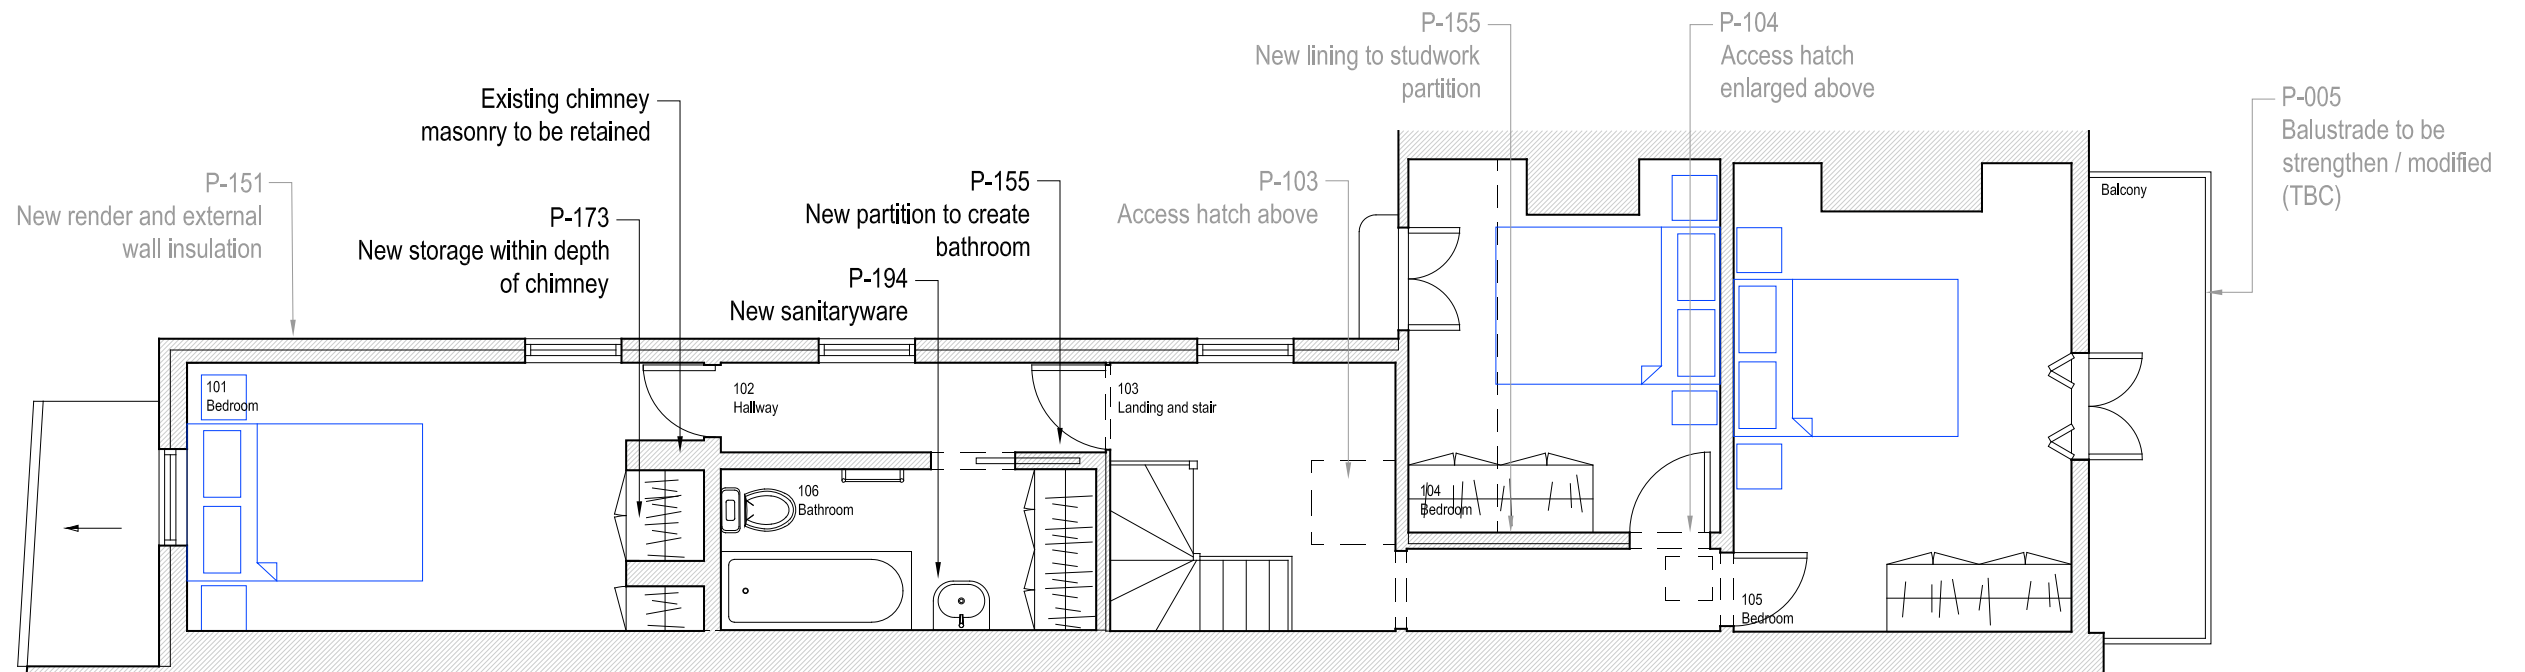 P-155
New lining to studwork
partition
P-104
Access hatch
enlarged above
P-005
Balustrade to be
strengthen / modified
(TBC)
Existing chimney
masonry to be retained
P-151
New render and external
wall insulation
P-173
New storage within depth
of chimney
P-155
New partition to create
bathroom
P-194
New sanitaryware
P-103
Access hatch above
Balcony
101
Bedroom
102
Hallway
103
Landing and stair
104
Bedroom
106
Bathroom
105
Bedroom